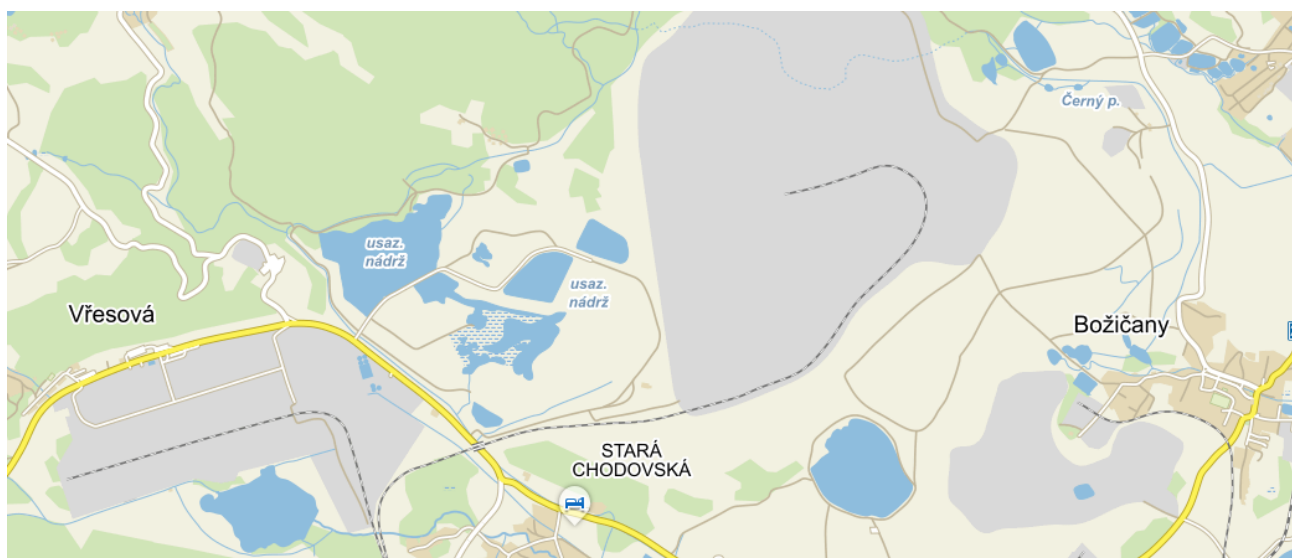 Černý p.
usaz.
nádrž
usaz.
nádrž
Vřesová
Božičany
STARÁ
CHODOVSKÁ